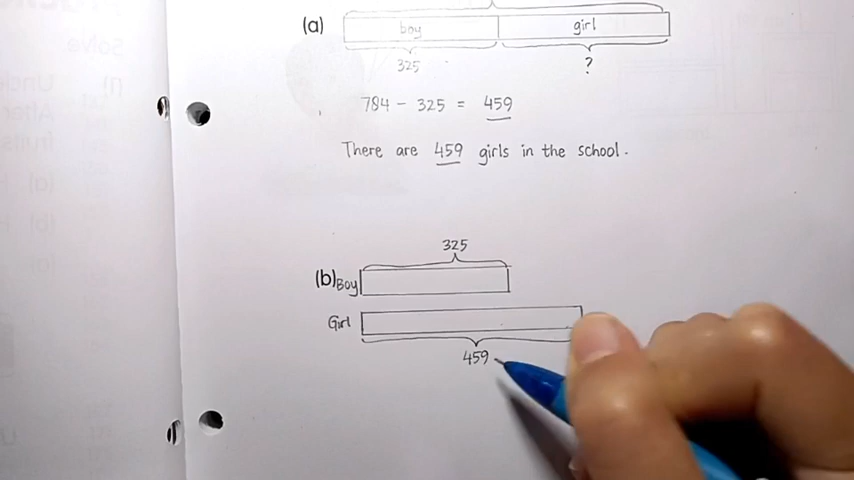 (a) boy girl
325 ?
784 - 325 = 459
There are 459 girls in the school.
325
(b) Boy
Girl
459